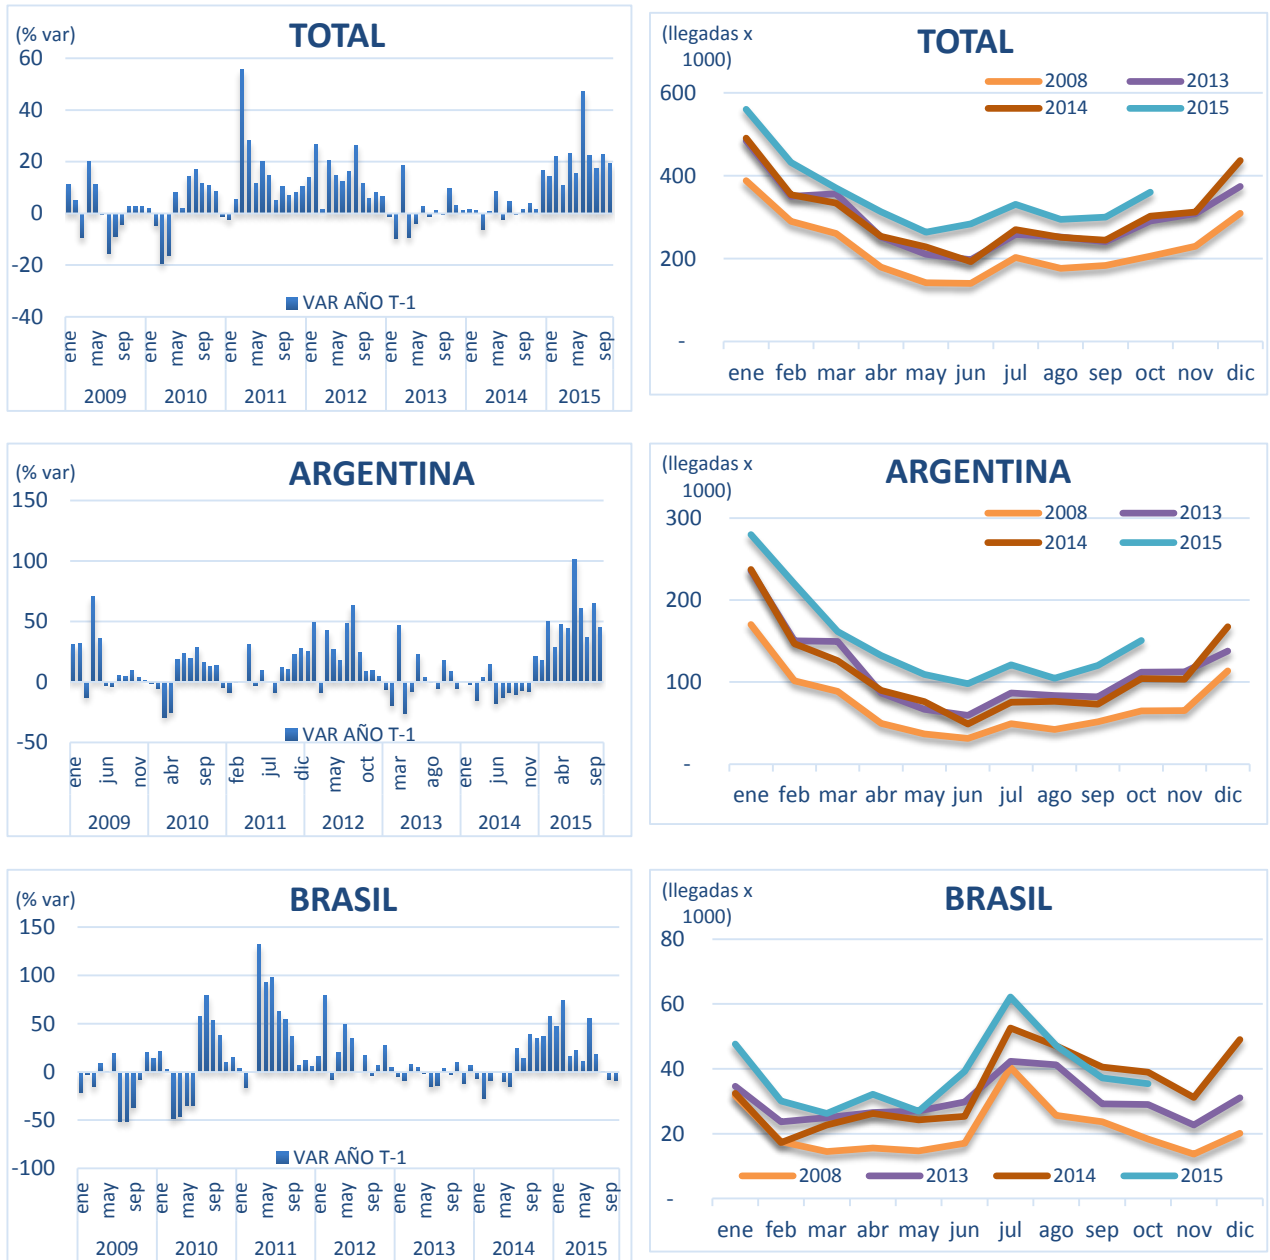 (% var)
TOTAL
60
40
20
0
-20
-40
VAR AÑO T-1
ene may sep ene may sep ene may sep ene may sep ene may sep ene may sep ene may sep
2009 2010 2011 2012 2013 2014 2015
(llegadas x
1000)
TOTAL
2008 2013
2014 2015
600
400
200
-
ene feb mar abr may jun jul ago sep oct nov dic
(% var)
ARGENTINA
150
100
50
0
-50
VAR AÑO T-1
ene jun nov abr sep feb jul dic may oct mar ago ene jun nov abr sep
2009 2010 2011 2012 2013 2014 2015
(llegadas x
1000)
ARGENTINA
2008 2013
2014 2015
300
200
100
-
ene feb mar abr may jun jul ago sep oct nov dic
(% var)
BRASIL
150
100
50
0
-50
-100
VAR AÑO T-1
ene may sep ene may sep ene may sep ene may sep ene may sep ene may sep ene may sep
2009 2010 2011 2012 2013 2014 2015
(llegadas x
1000)
BRASIL
80
60
40
20
-
2008 2013 2014 2015
ene feb mar abr may jun jul ago sep oct nov dic